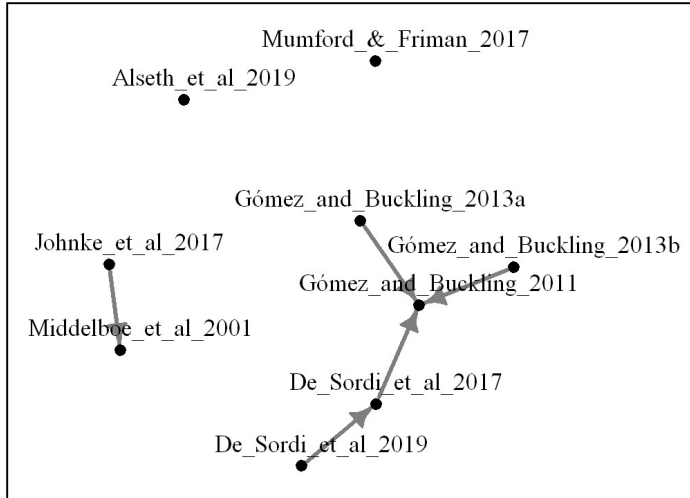 Mumford_&_Friman_2017
Alseth_et_al_2019
Gómez_and_Buckling_2013a
Johnke_et_al_2017
Gómez_and_Buckling_2013b
Gómez_and_Buckling_2011
Middelboe_et_al_2001
De_Sordi_et_al_2017
De_Sordi_et_al_2019